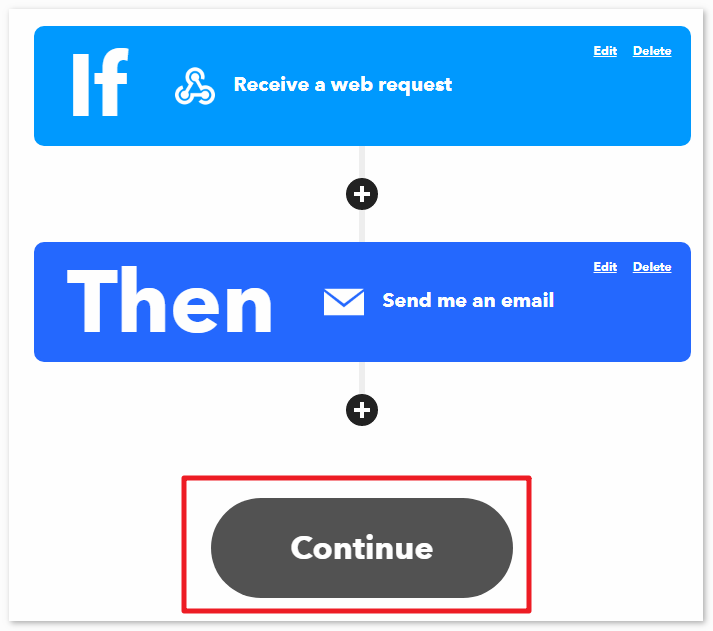 Edit Delete
If Receive a web request
Edit Delete
Then Send me an email
Continue